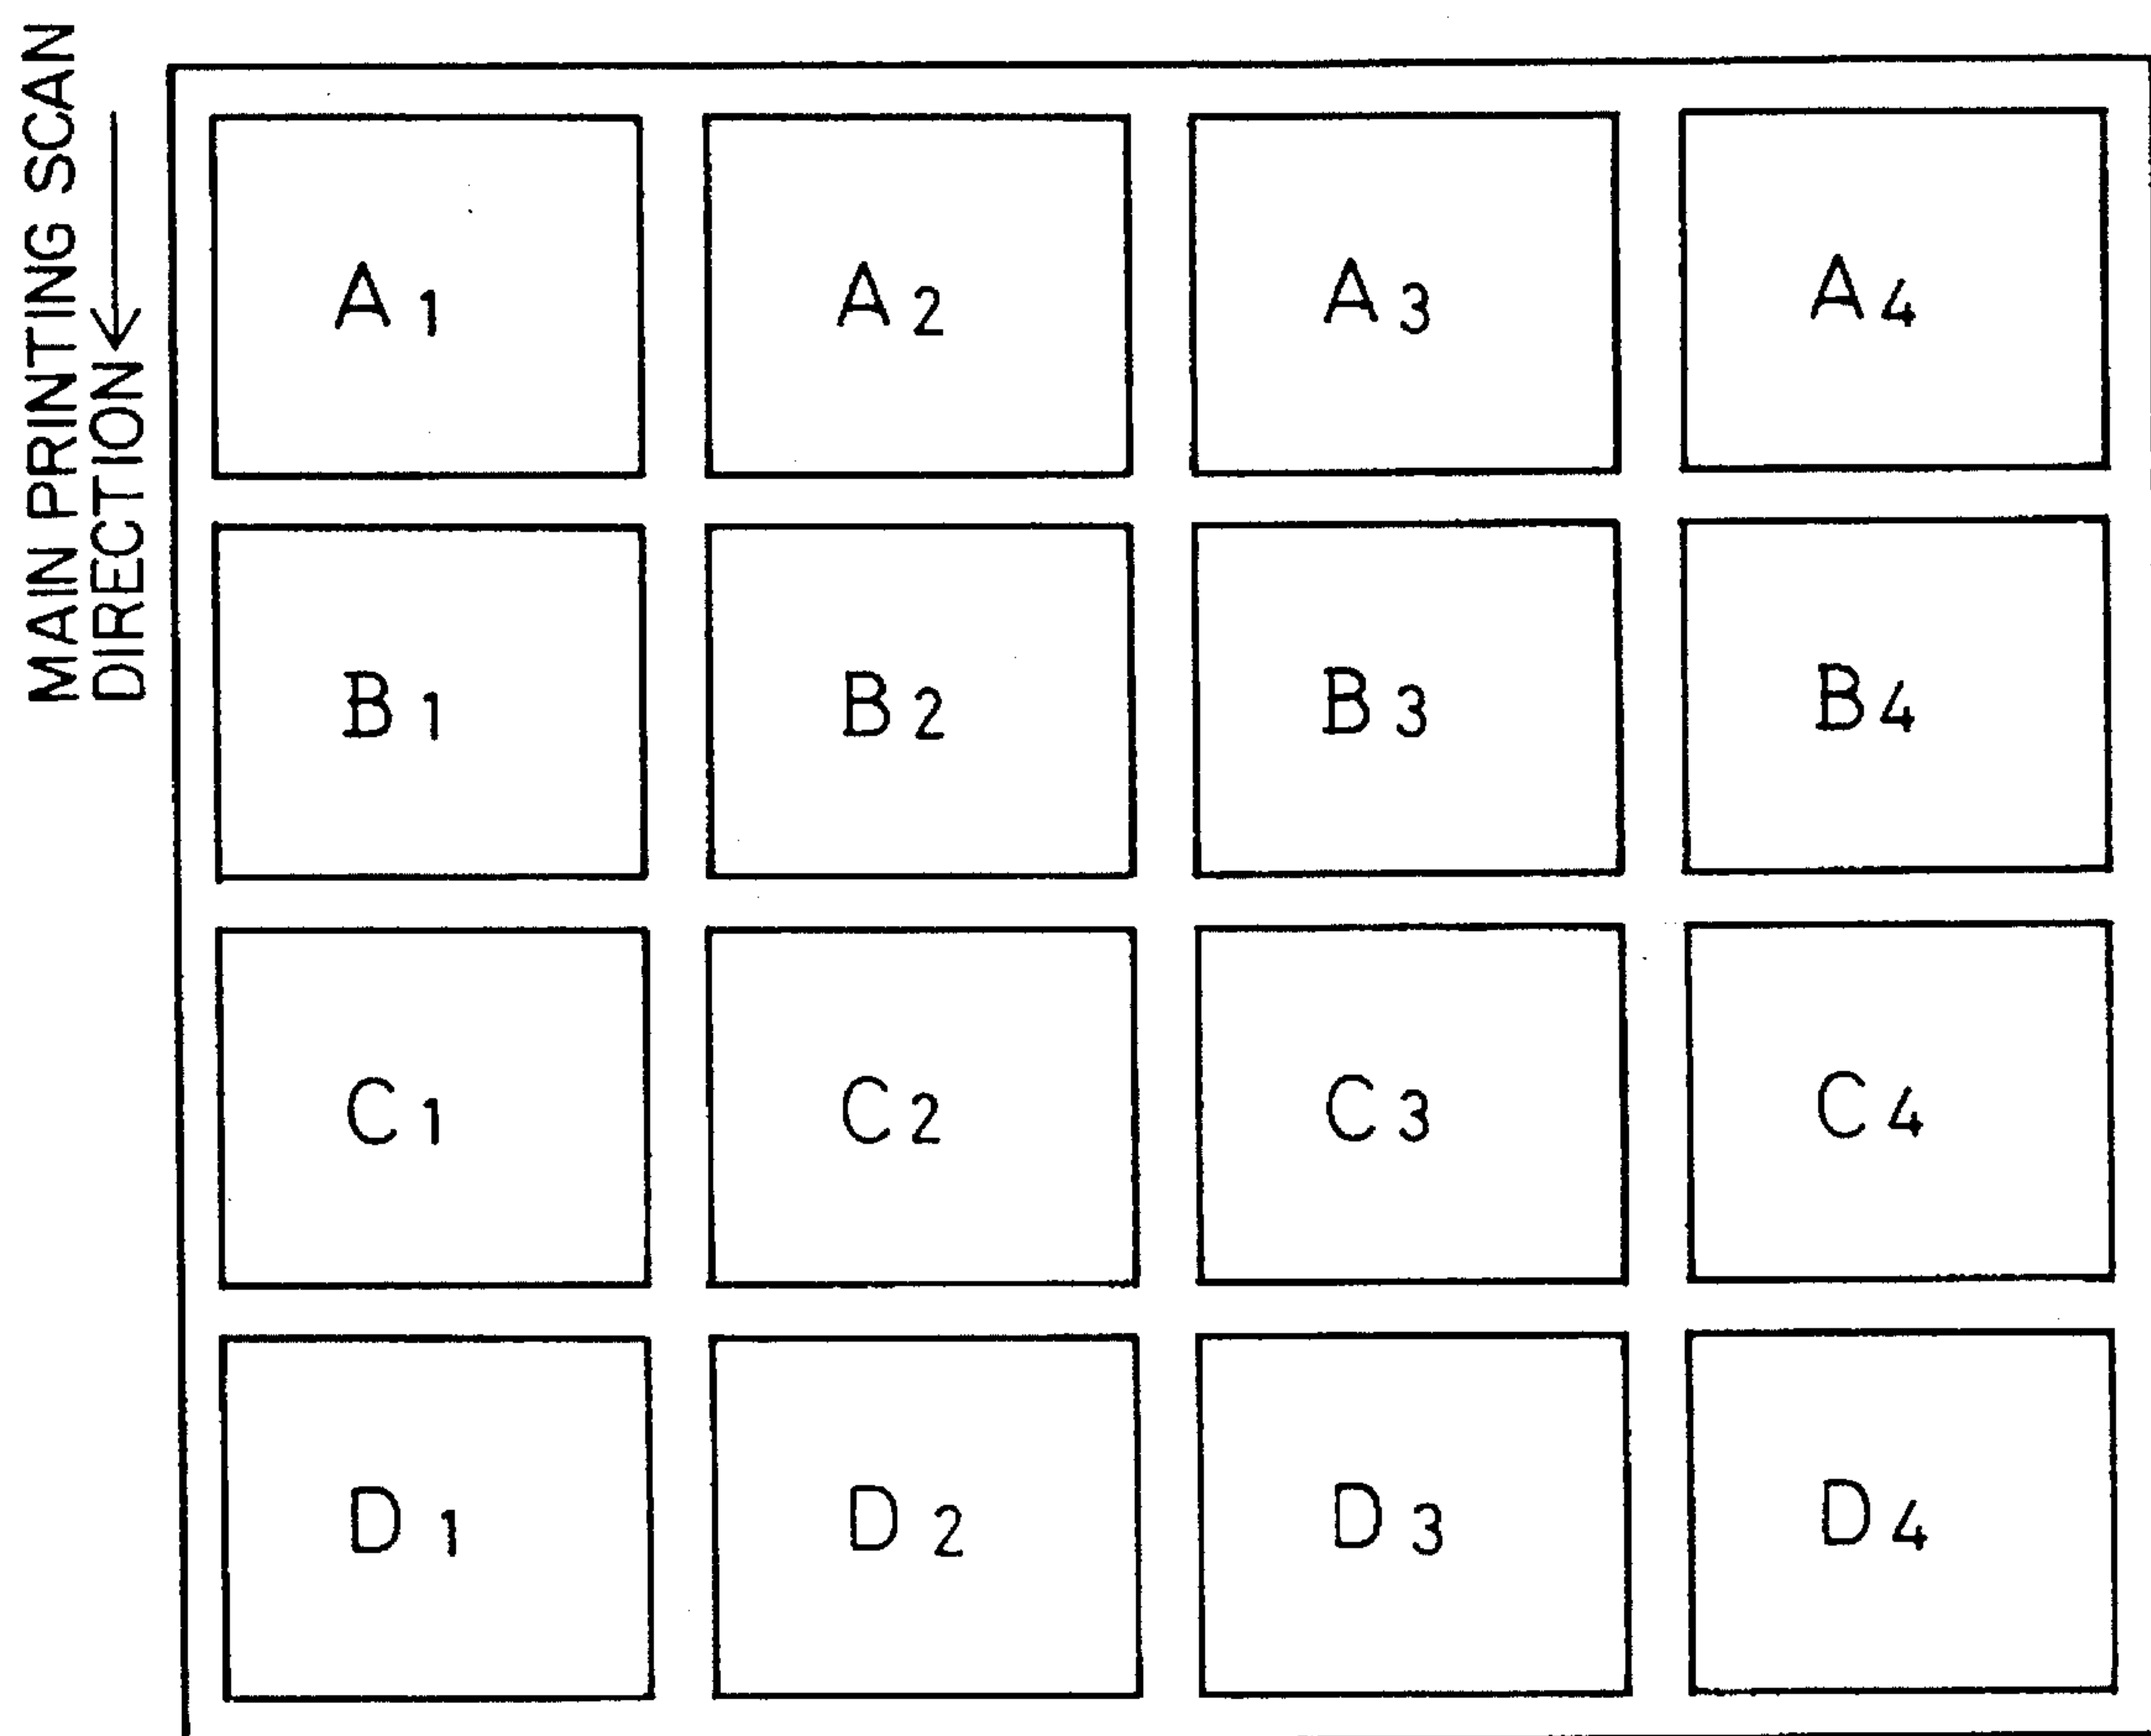 MAIN PRINTING SCAN
DIRECTION
A1 A2 A3 A4
B1 B2 B3 B4
C1 C2 C3 C4
D1 D2 D3 D4